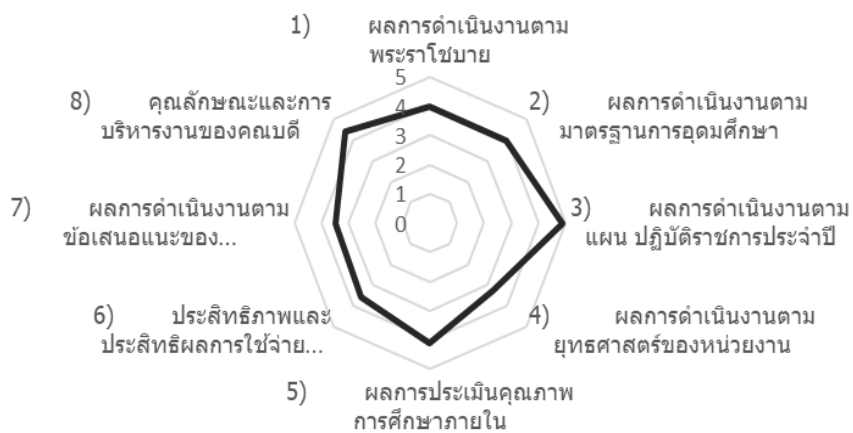 1) ผลการดำเนินงานตาม
พระราโชบาย
2) ผลการดำเนินงานตาม
มาตรฐานการอุดมศึกษา
3) ผลการดำเนินงานตาม
แผน ปฏิบัติราชการประจำปี
4) ผลการดำเนินงานตาม
ยุทธศาสตร์ของหน่วยงาน
5) ผลการประเมินคุณภาพ
การศึกษาภายใน
6) ประสิทธิภาพและ
ประสิทธิผลการใช้จ่าย...
7) ผลการดำเนินงานตาม
ข้อเสนอแนะของ...
8) คุณลักษณะและการ
บริหารงานของคณบดี
5
4
3
2
1
0